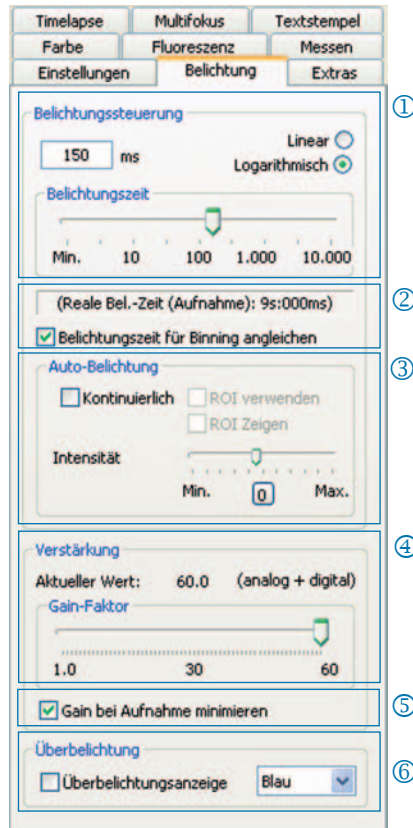 Timelapse Multifokus Textstempel
Farbe Fluoreszenz Messen
Einstellungen Belichtung Extras
①
Belichtungssteuerung
150 ms Linear
Logarithmisch
Belichtungszeit
Min. 10 100 1.000 10.000
②
(Reale Bel.-Zeit (Aufnahme): 9s:000ms)
Belichtungszeit für Binning angleichen
③
Auto-Belichtung
Kontinuierlich ROI verwenden
ROI Zeigen
Intensität
Min. 0 Max.
④
Verstärkung
Aktueller Wert: 60.0 (analog + digital)
Gain-Faktor
1.0 30 60
⑤
Gain bei Aufnahme minimieren
Überbelichtung
⑥
Überbelichtungsanzeige Blau